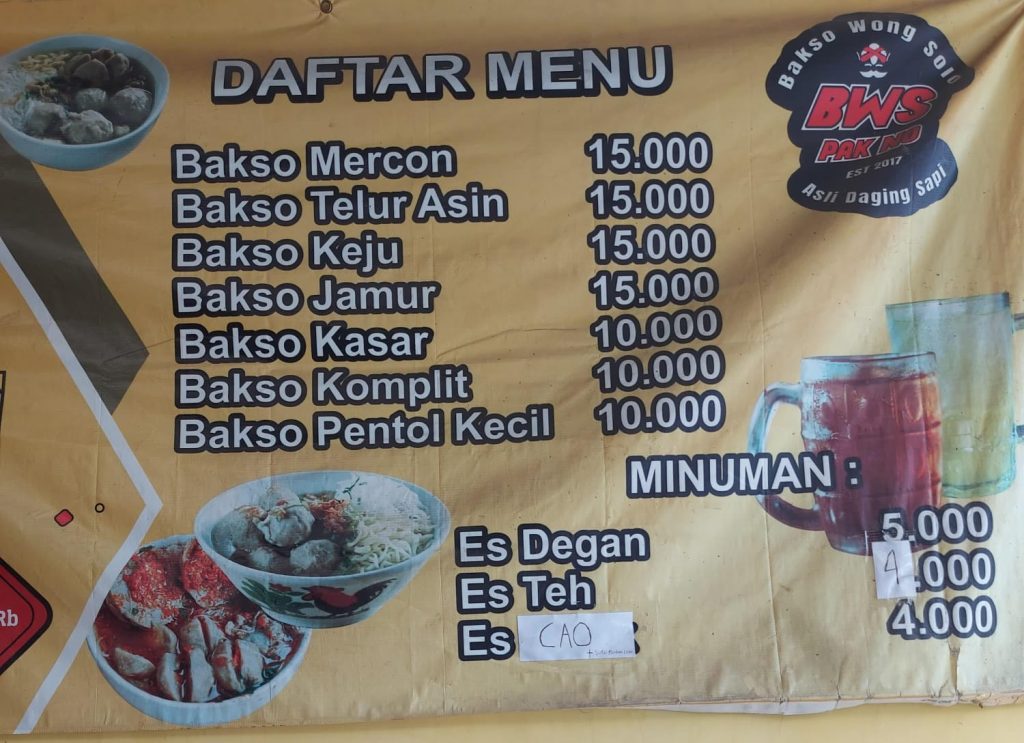 DAFTAR MENU
Bakso Wong Solo
BWS
PAK NO
EST 2017
Asli Daging Sapi
Bakso Mercon 15.000
Bakso Telur Asin 15.000
Bakso Keju 15.000
Bakso Jamur 15.000
Bakso Kasar 10.000
Bakso Komplit 10.000
Bakso Pentol Kecil 10.000
MINUMAN :
Es Degan 5.000
Es Teh 4.000
Es CAO 4.000
Rb